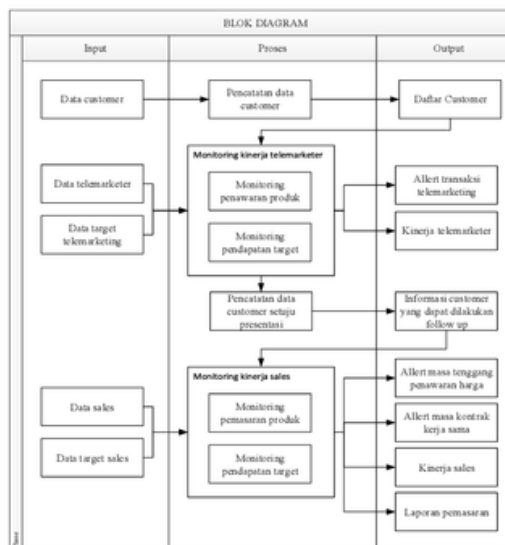 BLOK DIAGRAM
Input
Proses
Output
Data customer
Pencatatan data
customer
Daftar Customer
Monitoring kinerja telemarketer
Data telemarketer
Data target
telemarketing
Monitoring
penawaran produk
Monitoring
pendapatan target
Allert transaksi
telemarketing
Kinerja telemarketer
Pencatatan data
customer setuju
presentasi
Informasi customer
yang dapat dilakukan
follow up
Monitoring kinerja sales
Data sales
Data target sales
Monitoring
pemasaran produk
Monitoring
pendapatan target
Allert masa tenggang
penawaran harga
Allert masa kontrak
kerja sama
Kinerja sales
Laporan pemasaran